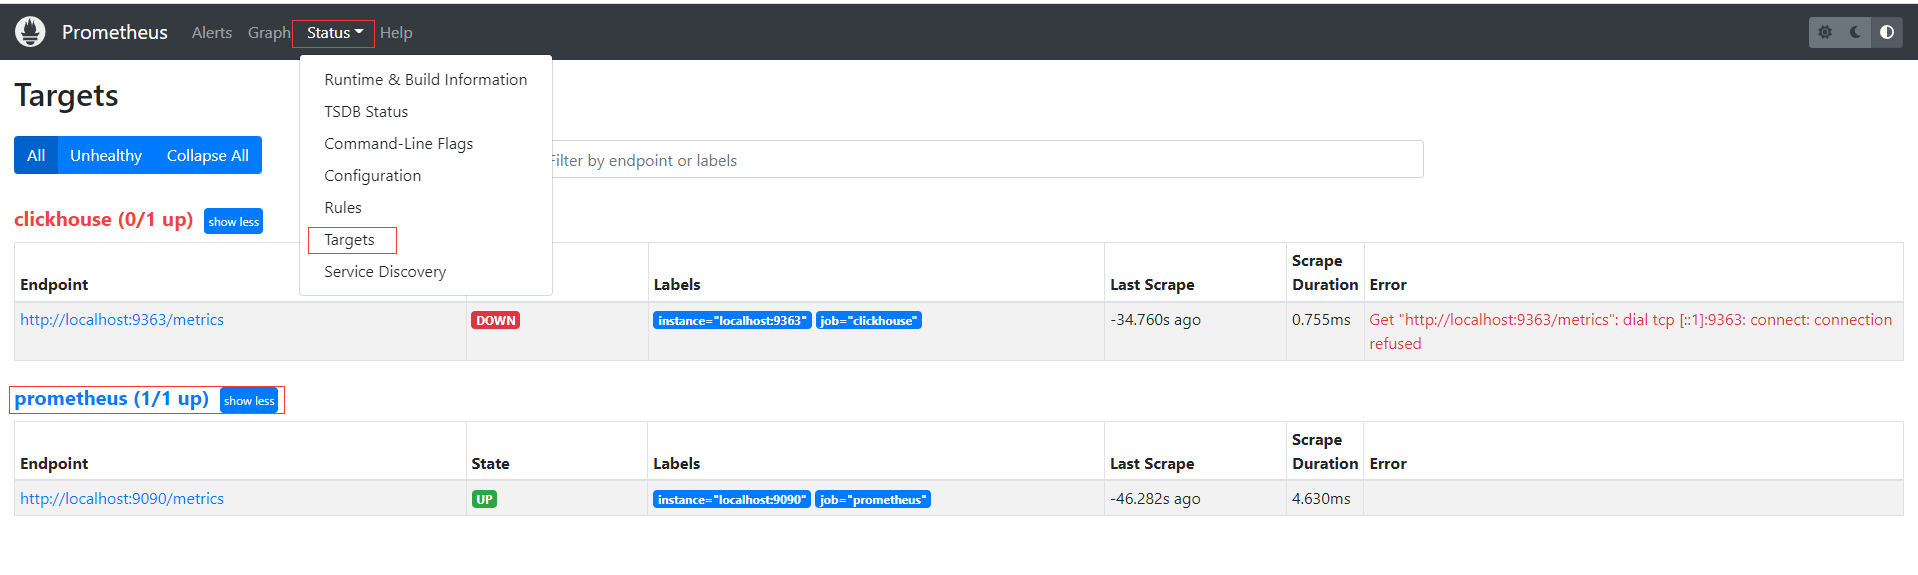 Prometheus Alerts Graph Status Help
Runtime & Build Information
TSDB Status
Command-Line Flags
Configuration
Rules
Targets
Service Discovery
Targets
All Unhealthy Collapse All
Filter by endpoint or labels
clickhouse (0/1 up) show less
Endpoint Labels Last Scrape Scrape Duration Error
http://localhost:9363/metrics DOWN instance="localhost:9363" job="clickhouse" -34.760s ago 0.755ms Get "http://localhost:9363/metrics": dial tcp [::1]:9363: connect: connection
refused
prometheus (1/1 up) show less
Endpoint State Labels Last Scrape Scrape Duration Error
http://localhost:9090/metrics UP instance="localhost:9090" job="prometheus" -46.282s ago 4.630ms